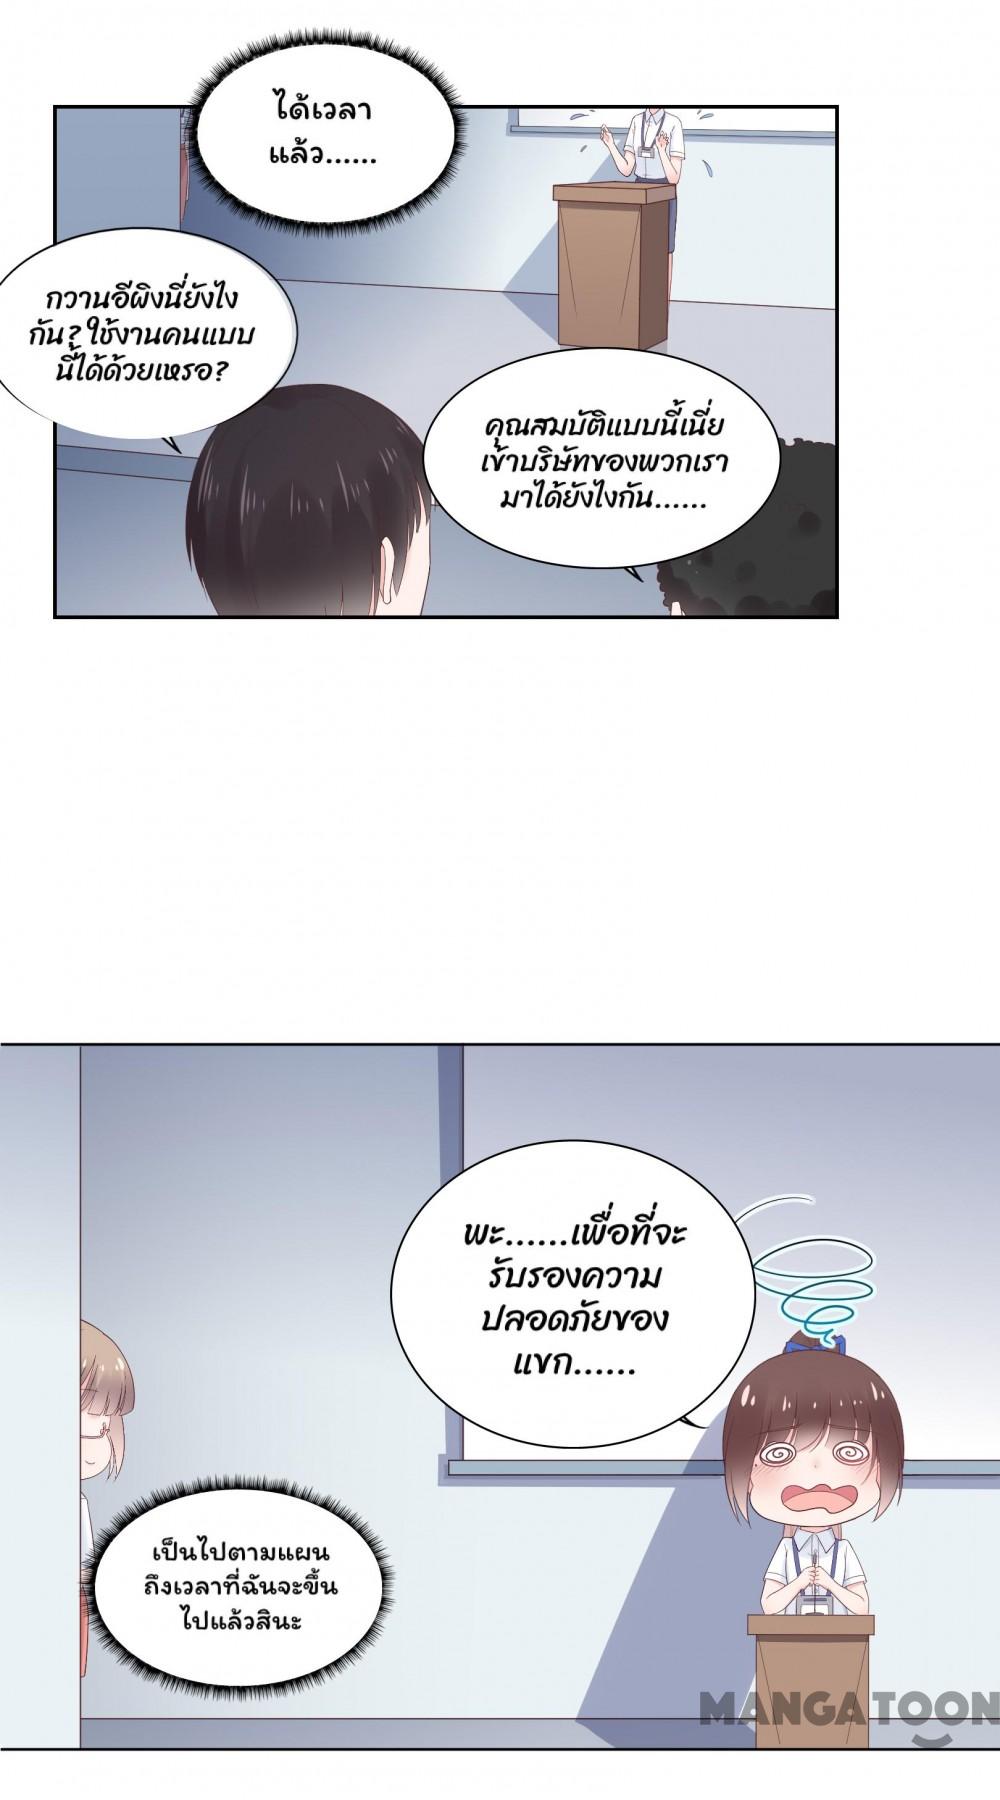 ได้เวลา
แล้ว......
กวานอีผิงนี่ยังไง
กัน? ใช้งานคนแบบ
นี้ได้ด้วยเหรอ?
คุณสมบัติแบบนี้เนี่ย
เข้าบริษัทของพวกเรา
มาได้ยังไงกัน......
พะ......เพื่อที่จะ
รับรองความ
ปลอดภัยของ
แขก......
เป็นไปตามแผน
ถึงเวลาที่ฉันจะขึ้น
ไปแล้วสินะ
MANGATOON